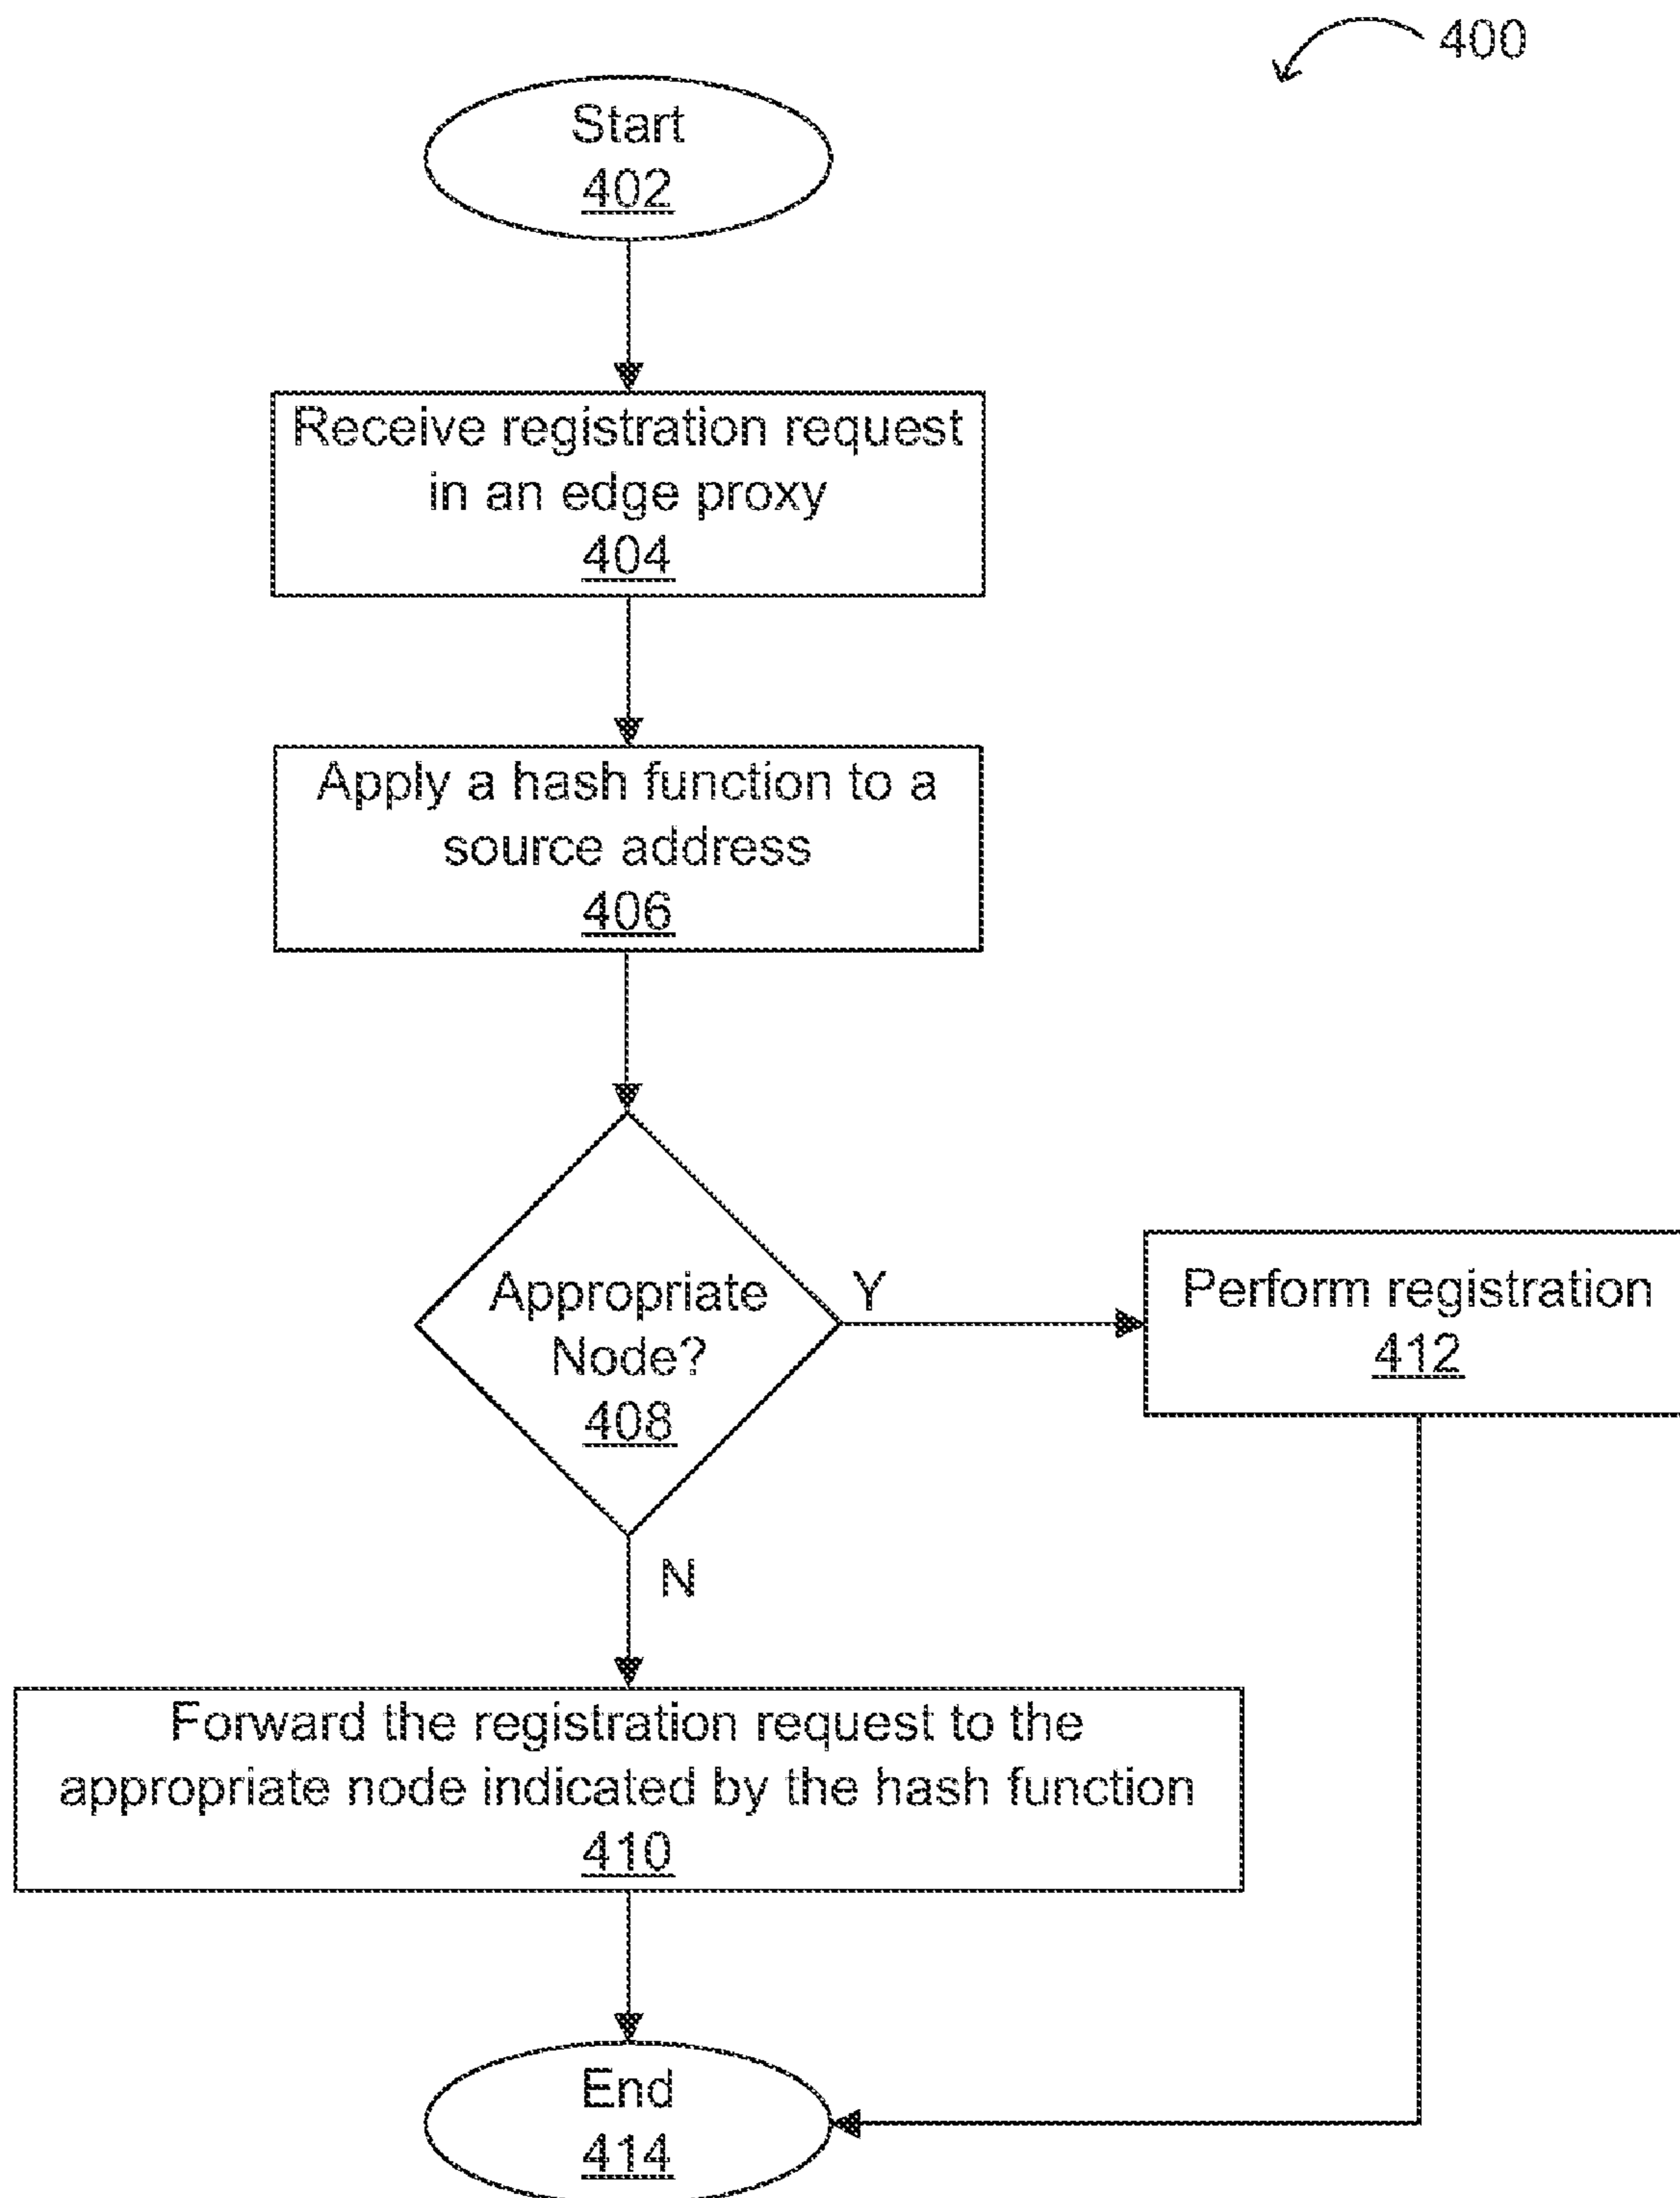 400
Start
402
Receive registration request
in an edge proxy
404
Apply a hash function to a
source address
406
Appropriate
Node?
408
Y
Perform registration
412
N
Forward the registration request to the
appropriate node indicated by the hash function
410
End
414